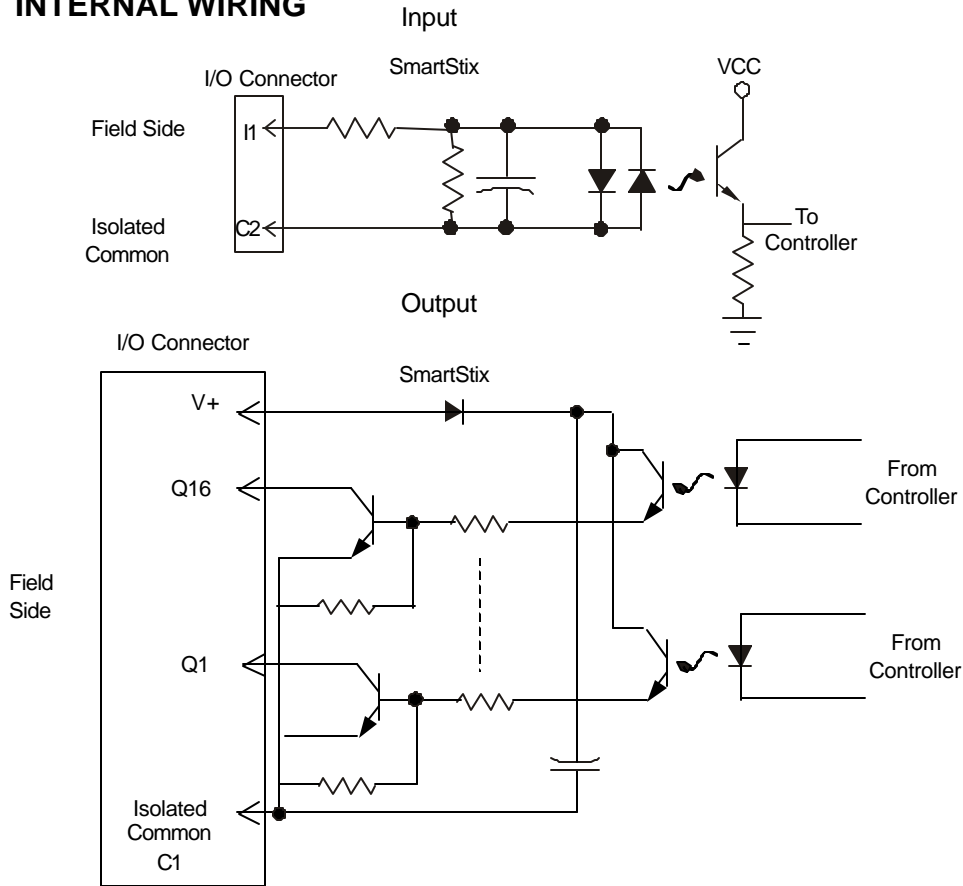 INTERNAL WIRING
Input
SmartStix
I/O Connector
VCC
Field Side
I1
Isolated
Common
C2
To
Controller
Output
I/O Connector
SmartStix
V+
Q16
From
Controller
Field
Side
Q1
From
Controller
Isolated
Common
C1